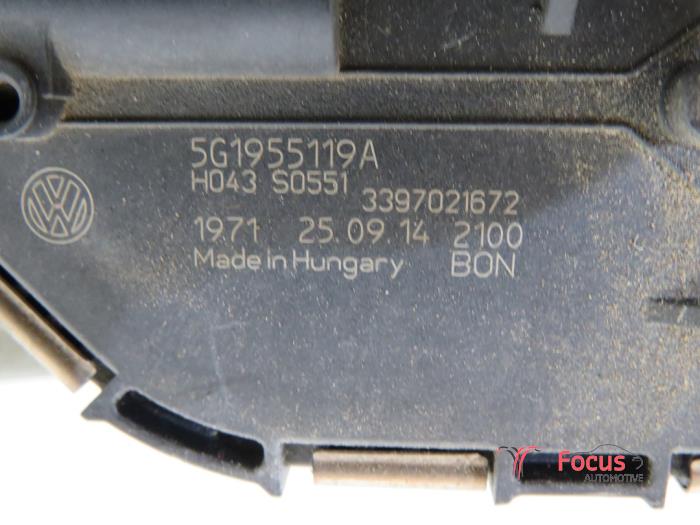 5G1955119A
H043 S0551
3397021672
1971 25.09.14 2100
Made in Hungary BON
Focus
AUTOMOTIVE